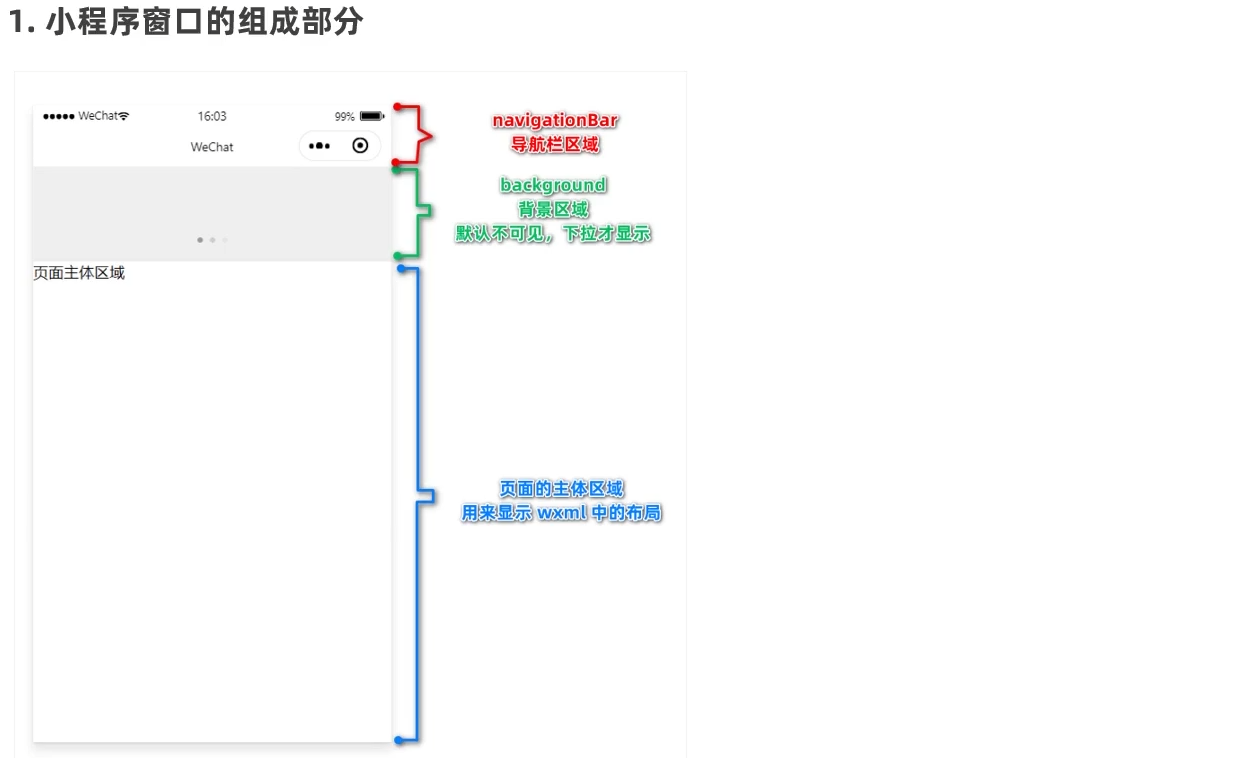 1. 小程序窗口的组成部分
WeChat 16:03 99%
WeChat
navigationBar
导航栏区域
background
背景区域
默认不可见，下拉才显示
页面主体区域
页面的主体区域
用来显示 wxml 中的布局